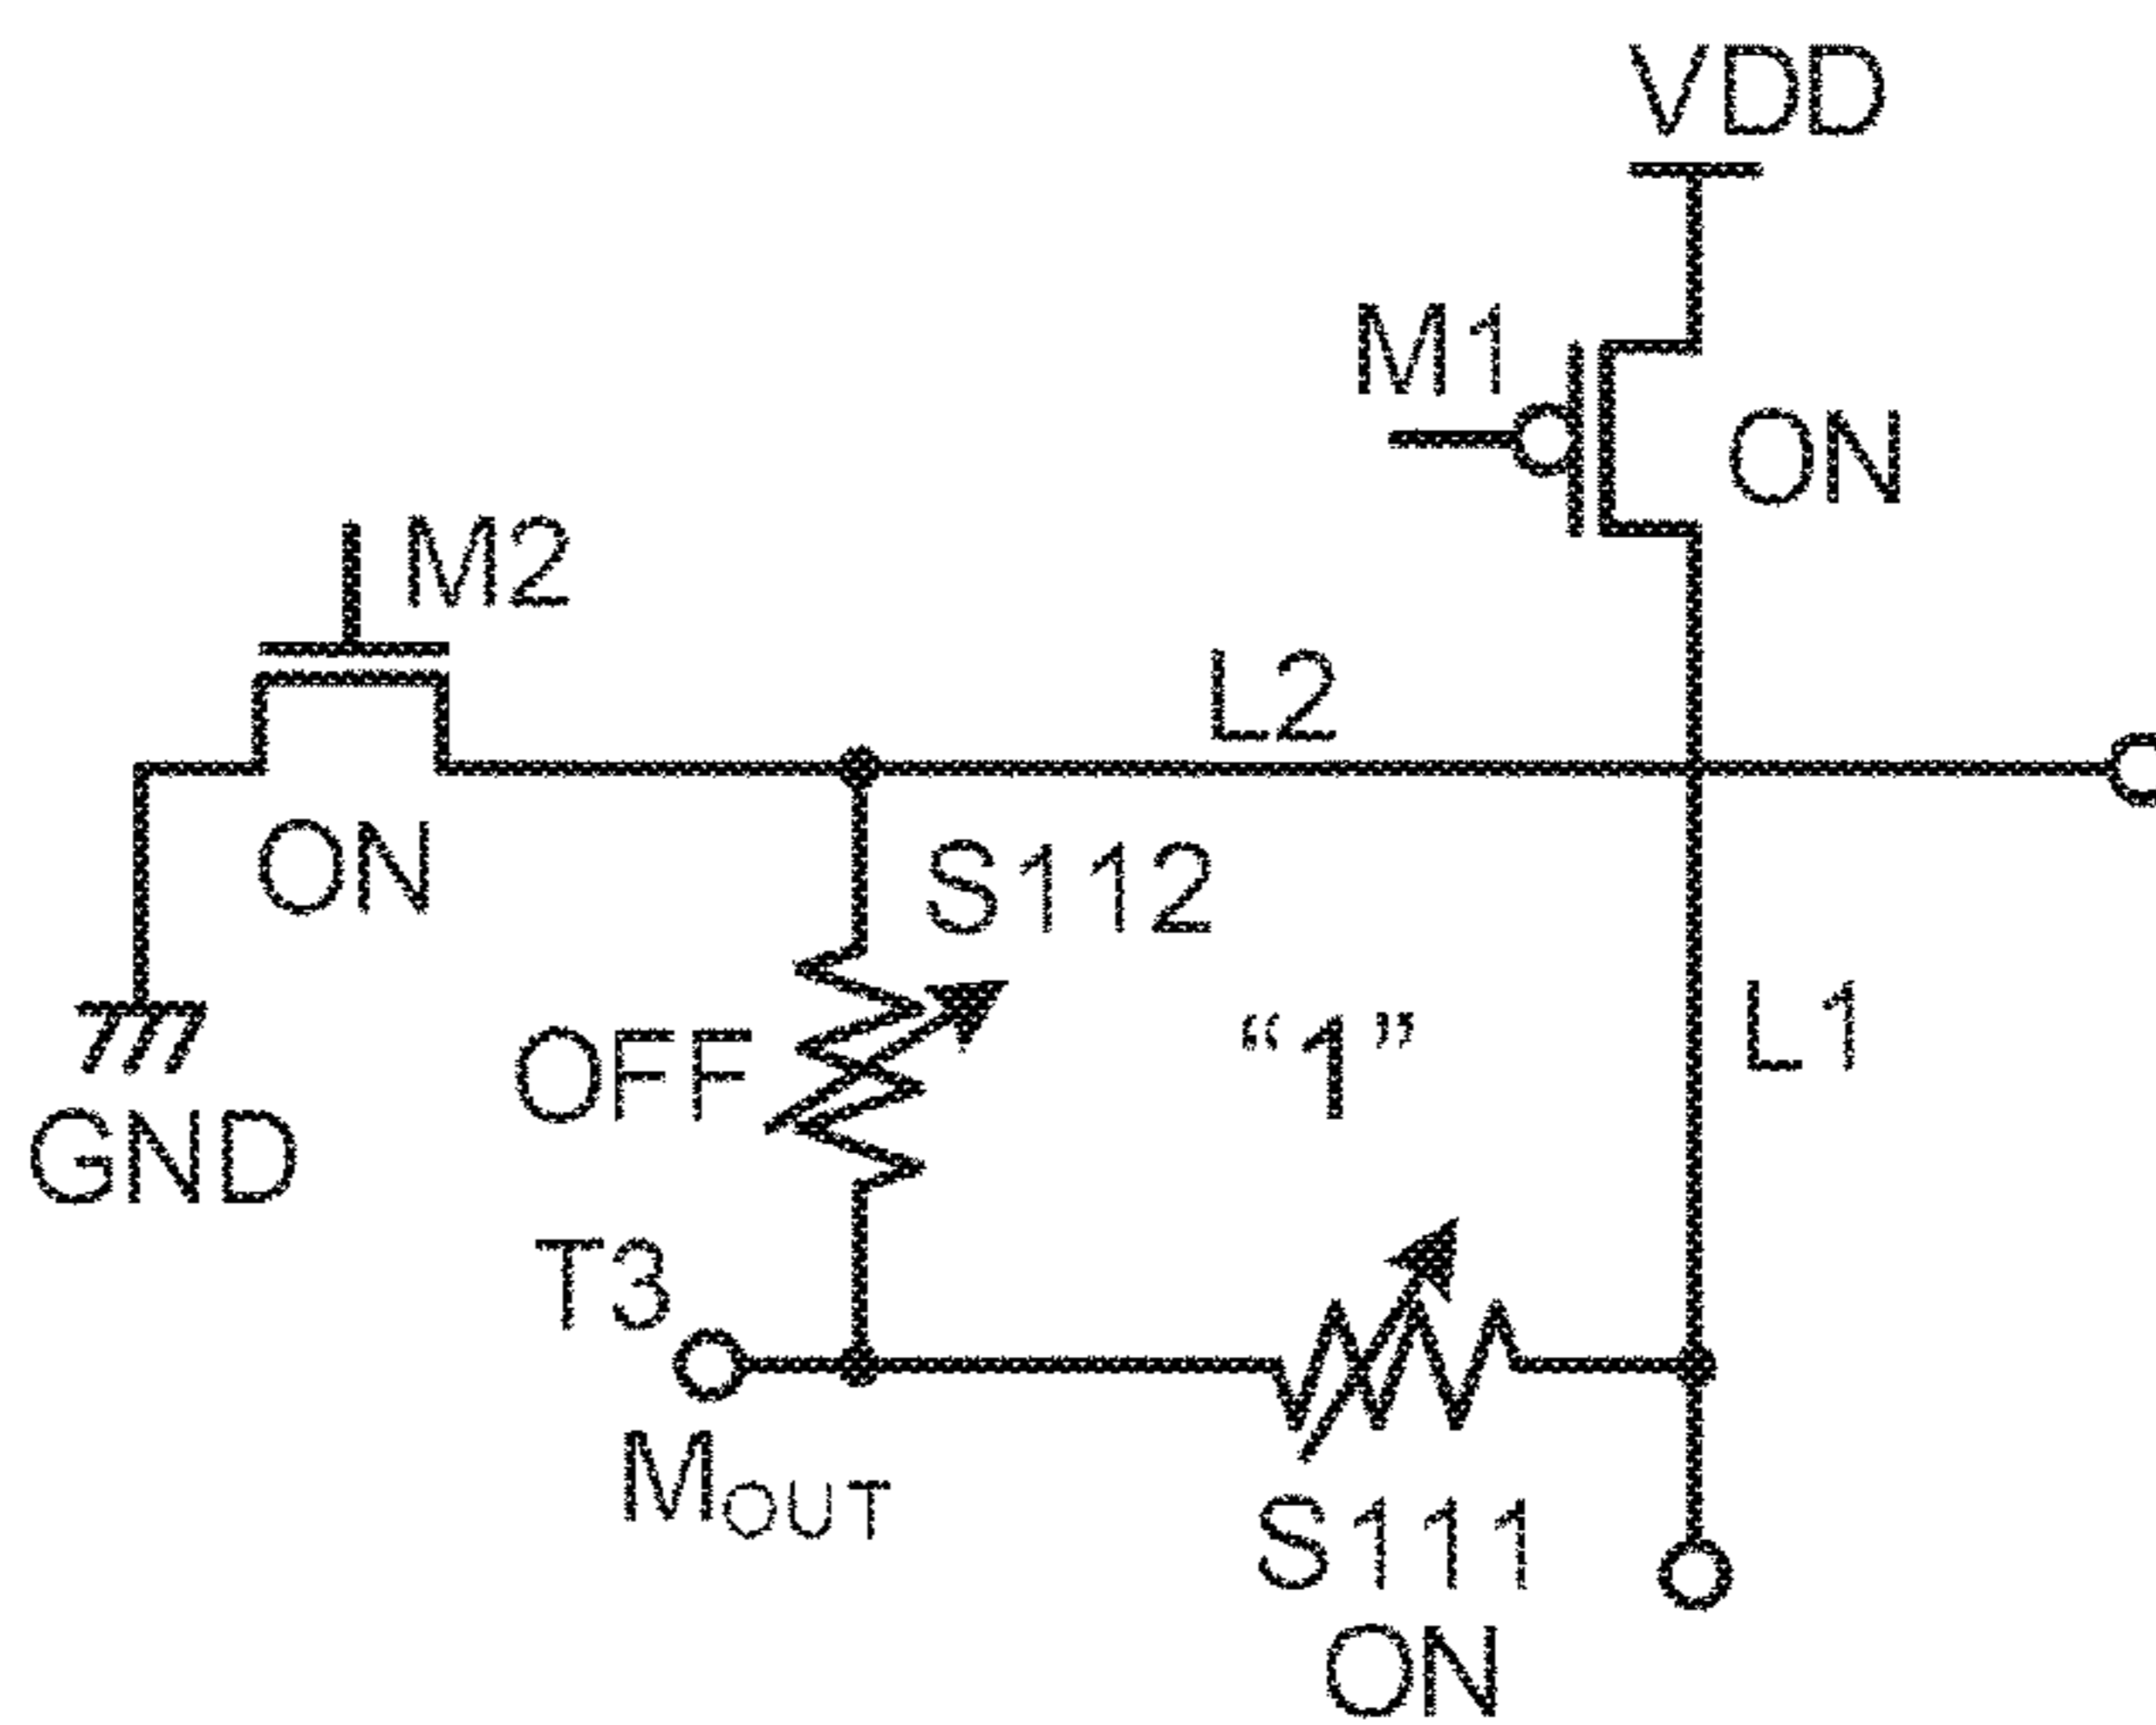 VDD
M1
ON
M2
L2
ON
S112
L1
OFF
“1”
GND
T3
MOUT
S111
ON